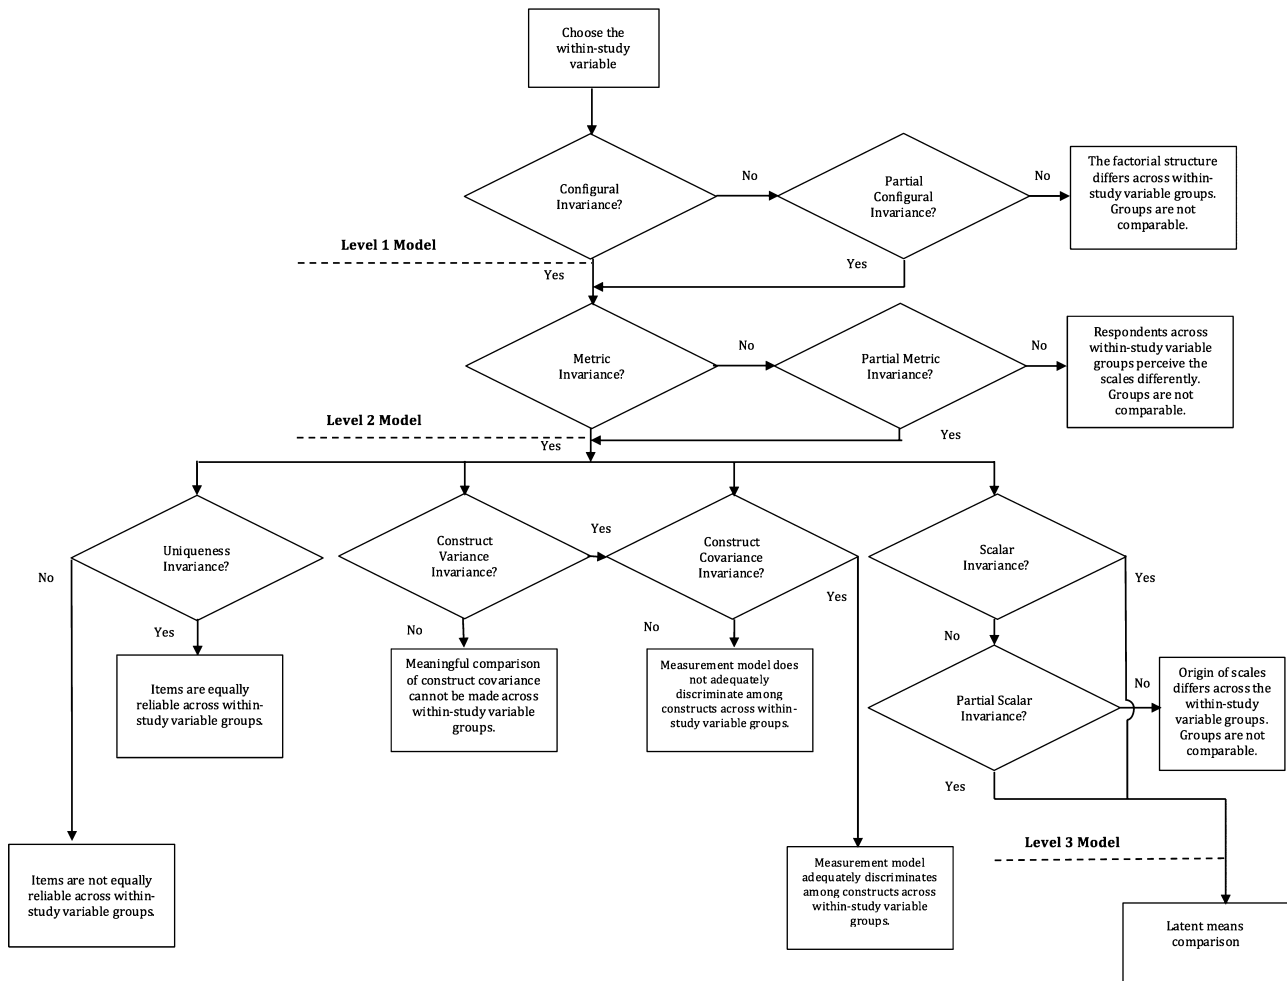 Choose the
within-study
variable
Configural
Invariance?
No
Partial
Configural
Invariance?
No
The factorial structure
differs across within-
study variable groups.
Groups are not
comparable.
Level 1 Model
Yes
Yes
Metric
Invariance?
No
Partial Metric
Invariance?
No
Respondents across
within-study variable
groups perceive the
scales differently.
Groups are not
comparable.
Level 2 Model
Yes
Yes
Uniqueness
Invariance?
Construct
Variance
Invariance?
Yes
Construct
Covariance
Invariance?
Scalar
Invariance?
No
Yes
Yes
Yes
No
No
No
Items are equally
reliable across within-
study variable groups.
Meaningful comparison
of construct covariance
cannot be made across
within-study variable
groups.
Measurement model does
not adequately
discriminate among
constructs across within-
study variable groups.
Partial Scalar
Invariance?
No
Origin of scales
differs across the
within-study
variable groups.
Groups are not
comparable.
Yes
Level 3 Model
Items are not equally
reliable across within-
study variable groups.
Measurement model
adequately discriminates
among constructs across
within-study variable
groups.
Latent means
comparison